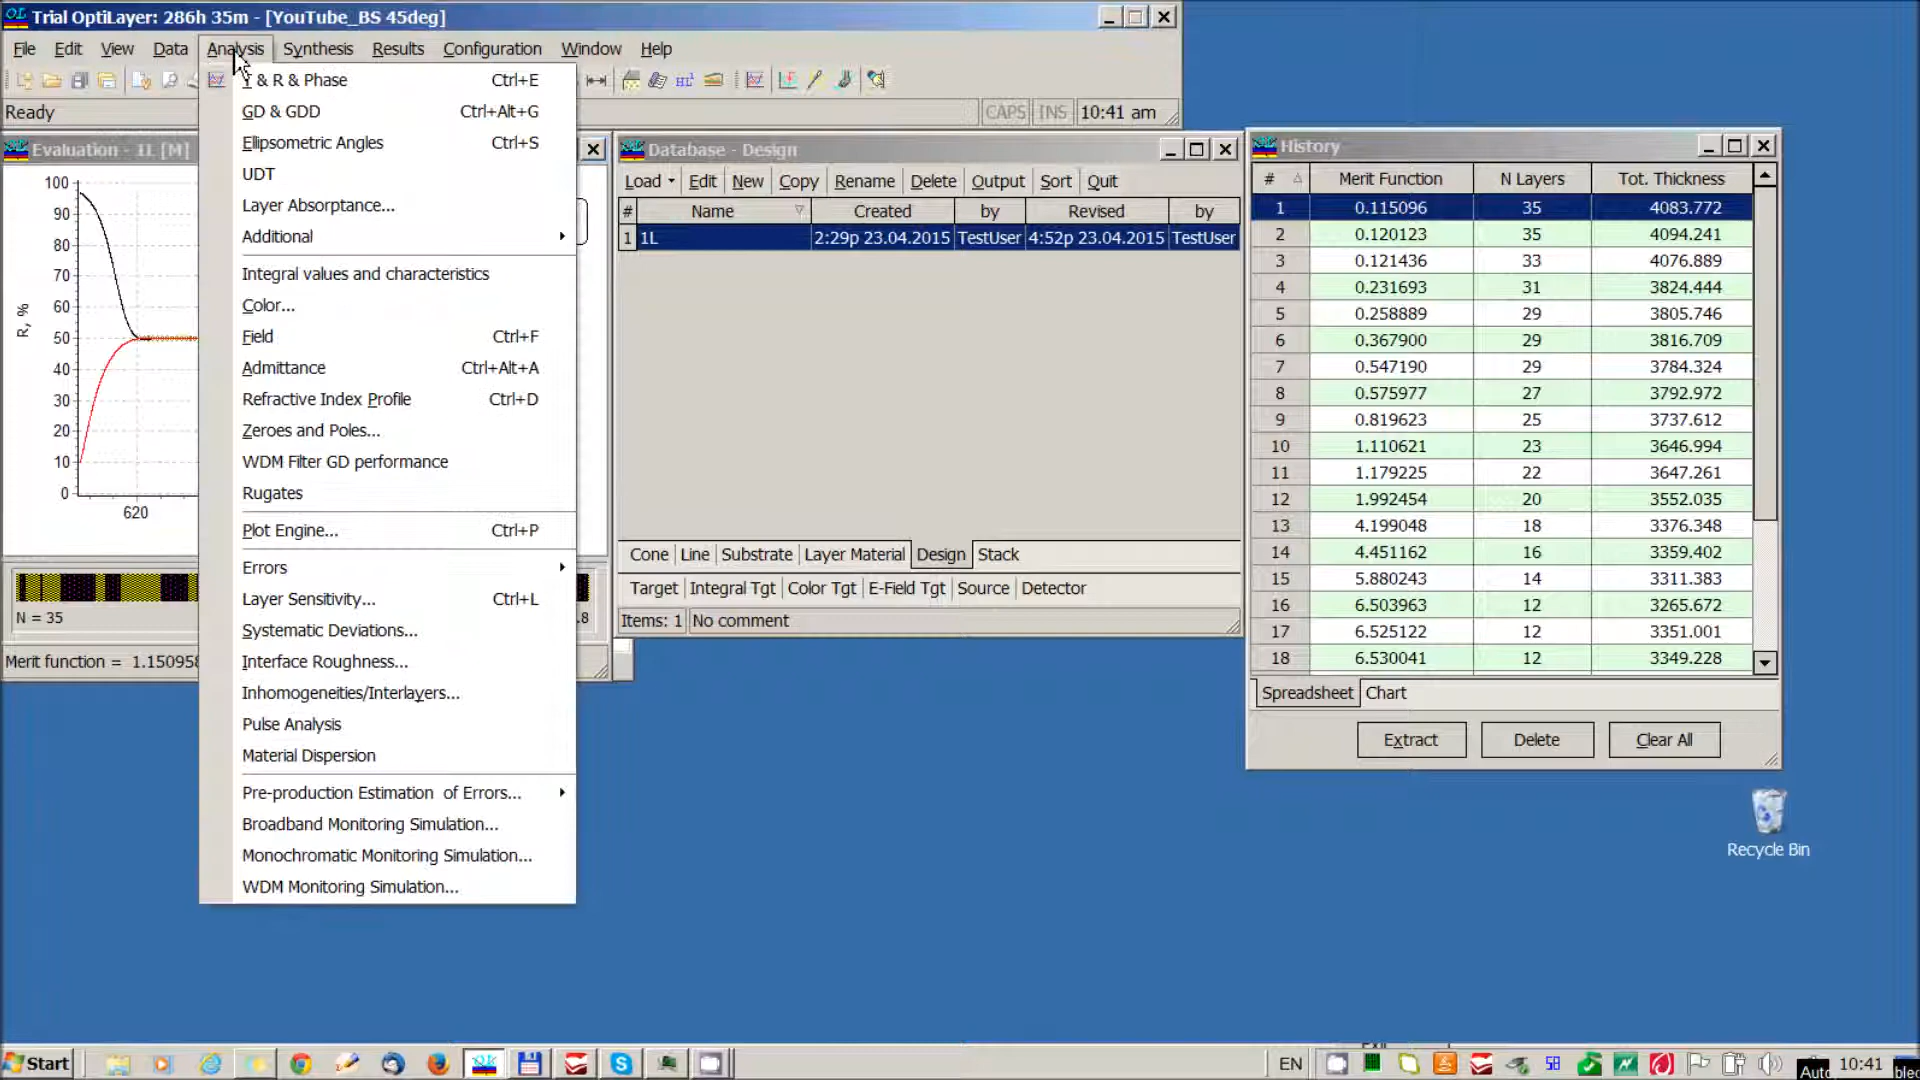 Trial OptiLayer: 286h 35m - [YouTube_BS 45deg]
File Edit View Data Analysis Synthesis Results Configuration Window Help
Ready CAPS INS 10:41 am
T & R & Phase Ctrl+E
GD & GDD Ctrl+Alt+G
Ellipsometric Angles Ctrl+S
UDT
Layer Absorptance...
Additional
Integral values and characteristics
Color...
Field Ctrl+F
Admittance Ctrl+Alt+A
Refractive Index Profile Ctrl+D
Zeroes and Poles...
WDM Filter GD performance
Rugates
Plot Engine... Ctrl+P
Errors
Layer Sensitivity... Ctrl+L
Systematic Deviations...
Interface Roughness...
Inhomogeneities/Interlayers...
Pulse Analysis
Material Dispersion
Pre-production Estimation of Errors...
Broadband Monitoring Simulation...
Monochromatic Monitoring Simulation...
WDM Monitoring Simulation...
Evaluation - 1L [M]
R, %
100
90
80
70
60
50
40
30
20
10
0
620
N = 35
.8
Merit function = 1.150958
Database - Design
Load Edit New Copy Rename Delete Output Sort Quit
# Name Created by Revised by
1 1L 2:29p 23.04.2015 TestUser 4:52p 23.04.2015 TestUser
Cone Line Substrate Layer Material Design Stack
Target Integral Tgt Color Tgt E-Field Tgt Source Detector
Items: 1 No comment
History
# Merit Function N Layers Tot. Thickness
1 0.115096 35 4083.772
2 0.120123 35 4094.241
3 0.121436 33 4076.889
4 0.231693 31 3824.444
5 0.258889 29 3805.746
6 0.367900 29 3816.709
7 0.547190 29 3784.324
8 0.575977 27 3792.972
9 0.819623 25 3737.612
10 1.110621 23 3646.994
11 1.179225 22 3647.261
12 1.992454 20 3552.035
13 4.199048 18 3376.348
14 4.451162 16 3359.402
15 5.880243 14 3311.383
16 6.503963 12 3265.672
17 6.525122 12 3351.001
18 6.530041 12 3349.228
Spreadsheet Chart
Extract Delete Clear All
Recycle Bin
Start EN 58 10:41